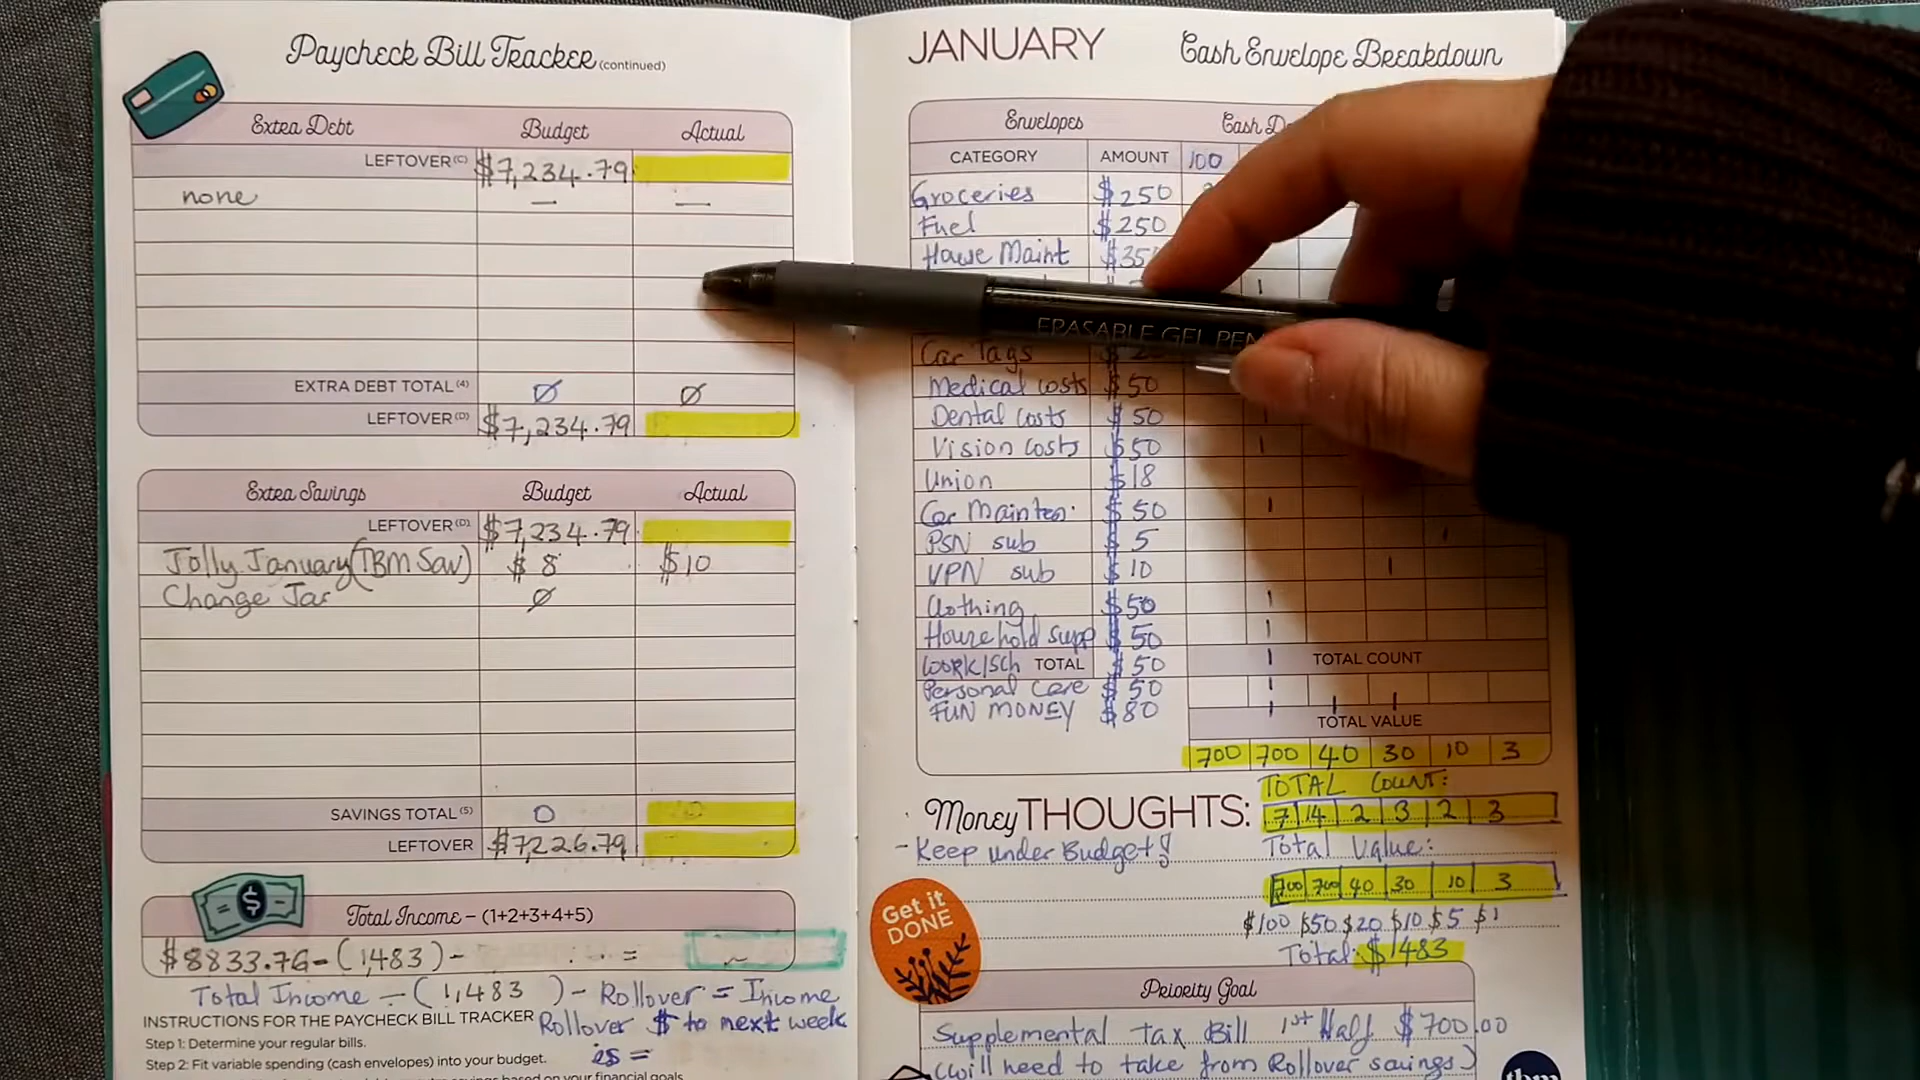 Paycheck Bill Tracker (continued)
Extra Debt Budget Actual
LEFTOVER (C) $7,234.79
none — —
EXTRA DEBT TOTAL (4) Ø Ø
LEFTOVER (D) $7,234.79
Extra Savings Budget Actual
LEFTOVER (D) $7,234.79
Jolly January (TBM Sav) $8 $10
Change Jar Ø
SAVINGS TOTAL (5) 0
LEFTOVER $7,226.79
Total Income – (1+2+3+4+5)
$8833.76 - (1,483) - =
Total Income - (1,483 ) - Rollover = Income
Rollover $ to next week
is =
INSTRUCTIONS FOR THE PAYCHECK BILL TRACKER
Step 1: Determine your regular bills.
Step 2: Fit variable spending (cash envelopes) into your budget.
JANUARY
Cash Envelope Breakdown
Envelopes Cash
CATEGORY AMOUNT 100
Groceries $250
Fuel $250
House Maint $35
ERASABLE GEL PEN
Car Tags
Medical costs $50
Dental costs $50
Vision costs $50
Union $18
Car Mainten. $50
PSN sub $5
VPN sub $10
Clothing $50
Household supp $50
Work/Sch TOTAL $50
Personal Care $50
FUN MONEY $80
TOTAL COUNT
TOTAL VALUE
700 700 40 30 10 3
TOTAL COUNT:
7 14 2 3 2 3
Total Value:
700 700 40 30 10 3
$100 $50 $20 $10 $5 $1
Total: $1483
Money THOUGHTS:
- Keep under Budget!
Get it
DONE
Priority Goal
Supplemental Tax Bill 1st Half $700.00
(will need to take from Rollover savings)
tbm